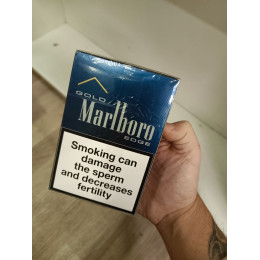 GOLD
Marlboro
EDGE
Smoking can
damage
the sperm
and decreases
fertility